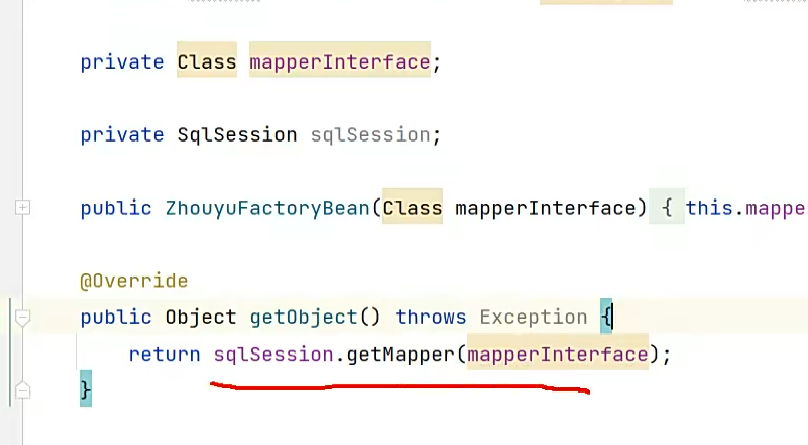 private Class mapperInterface;
private SqlSession sqlSession;
public ZhouyuFactoryBean(Class mapperInterface) { this.mappe
@Override
public Object getObject() throws Exception {
return sqlSession.getMapper(mapperInterface);
}